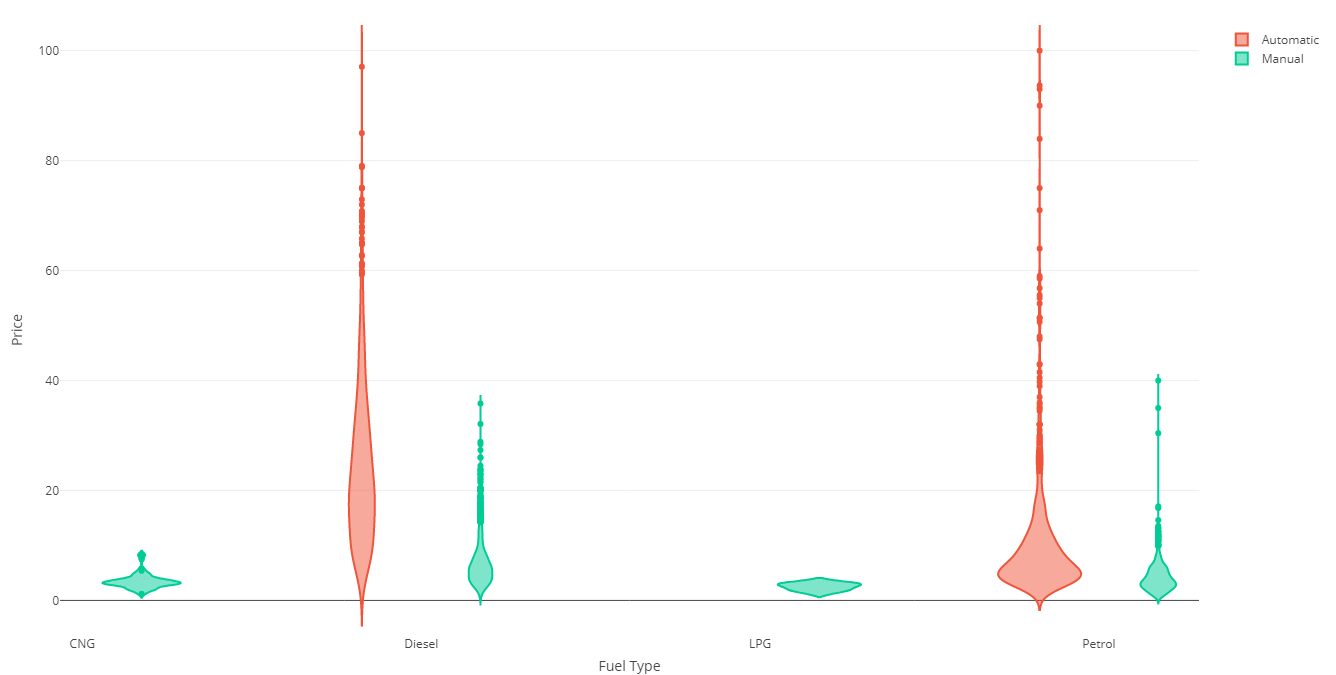 Automatic
Manual
100
80
60
40
20
0
Price
CNG
Diesel
LPG
Petrol
Fuel Type